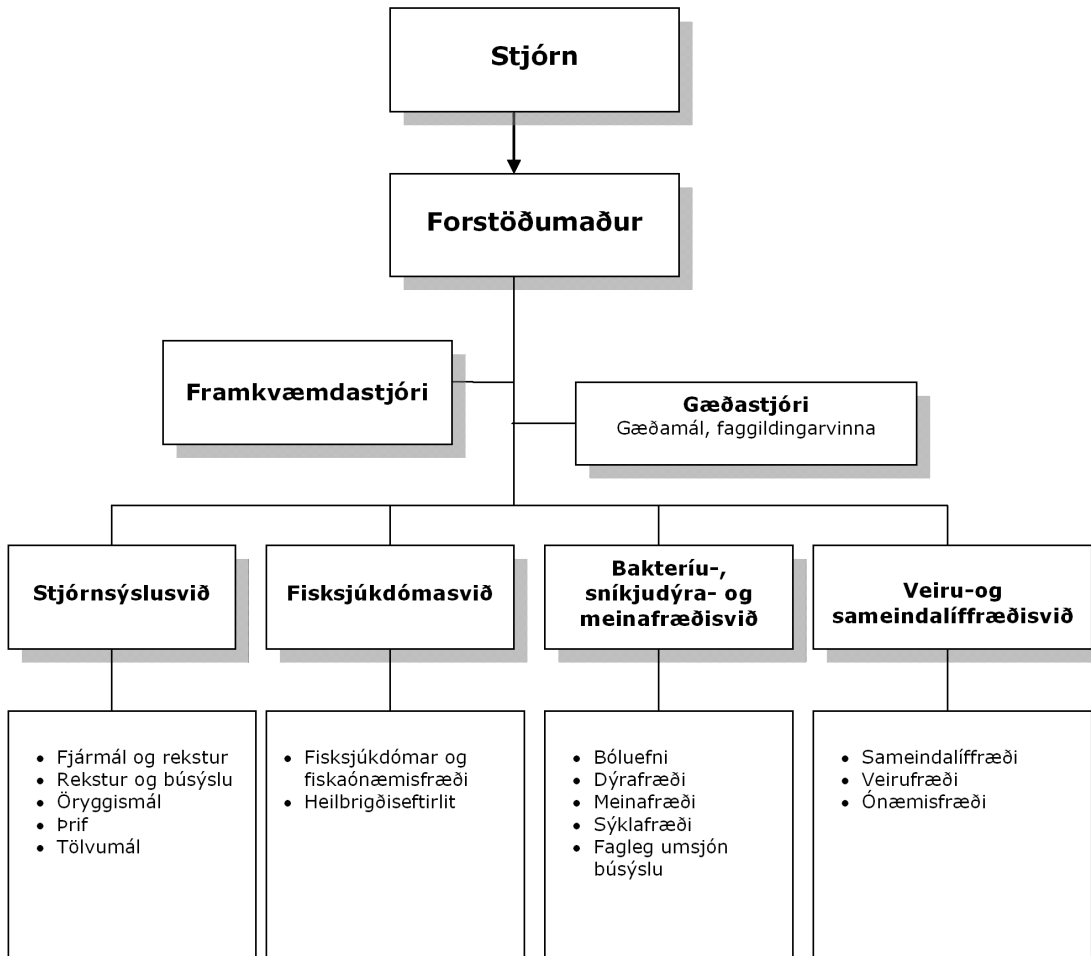 Stjórn
Forstöðumaður
Framkvæmdastjóri
Gæðastjóri
Gæðamál, faggildingarvinna
Stjórnsýslusvið
Fisksjúkdómasvið
Bakteríu-,
sníkjudýra- og
meinafræðisvið
Veiru-og
sameindalíffræðisvið
• Fjármál og rekstur
• Rekstur og búsýslu
• Öryggismál
• Þrif
• Tölvumál
• Fisksjúkdómar og
fiskaónæmisfræði
• Heilbrigðiseftirlit
• Bóluefni
• Dýrafræði
• Meinafræði
• Sýklafræði
• Fagleg umsjón
búsýslu
• Sameindalíffræði
• Veirufræði
• Ónæmisfræði